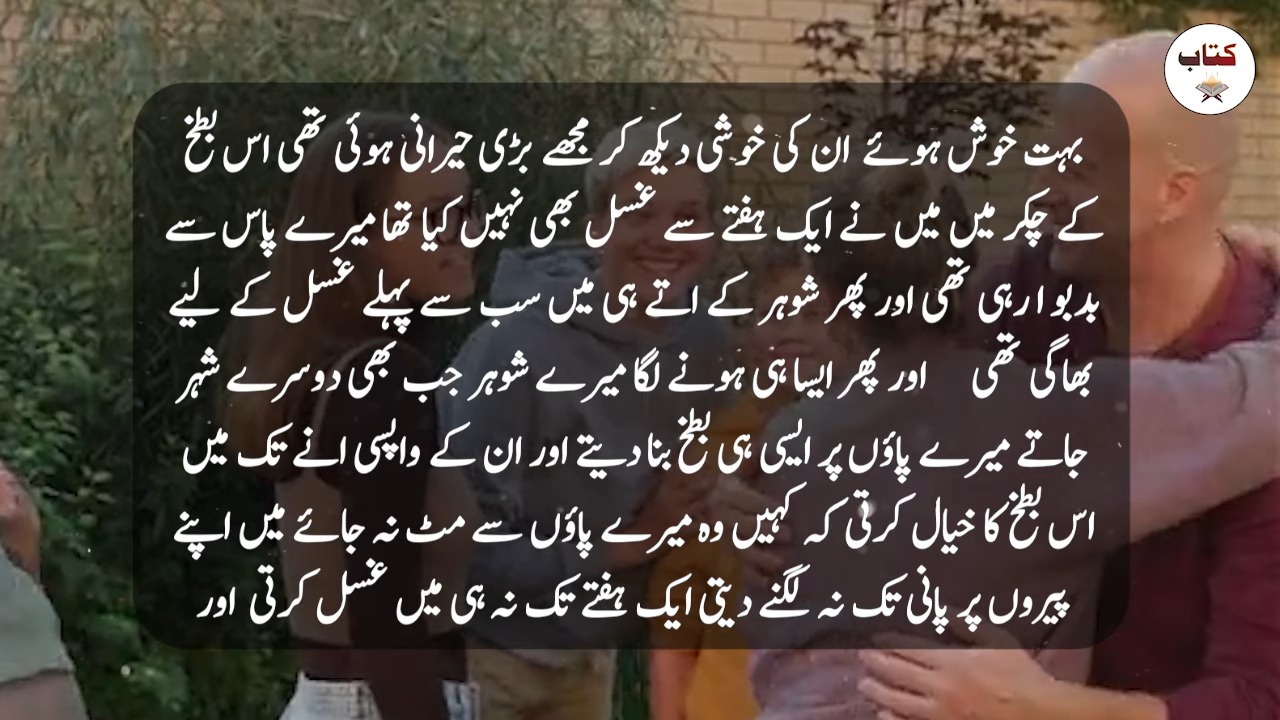 کتاب
بہت خوش ہوئے ان کی خوشی دیکھ کر مجھے بڑی حیرانی ہوئی تھی اس بطخ
کے چکر میں میں نے ایک ہفتے سے غسل بھی نہیں کیا تھا میرے پاس سے
بدبو ا رہی تھی اور پھر شوہر کے اتے ہی میں سب سے پہلے غسل کے لیے
بھاگی تھی اور پھر ایسا ہی ہونے لگا میرے شوہر جب بھی دوسرے شہر
جاتے میرے پاؤں پر ایسی ہی بطخ بنا دیتے اور ان کے واپسی انے تک میں
اس بطخ کا خیال کرتی کہ کہیں وہ میرے پاؤں سے مٹ نہ جائے میں اپنے
پیروں پر پانی تک نہ لگنے دیتی ایک ہفتے تک نہ ہی میں غسل کرتی اور